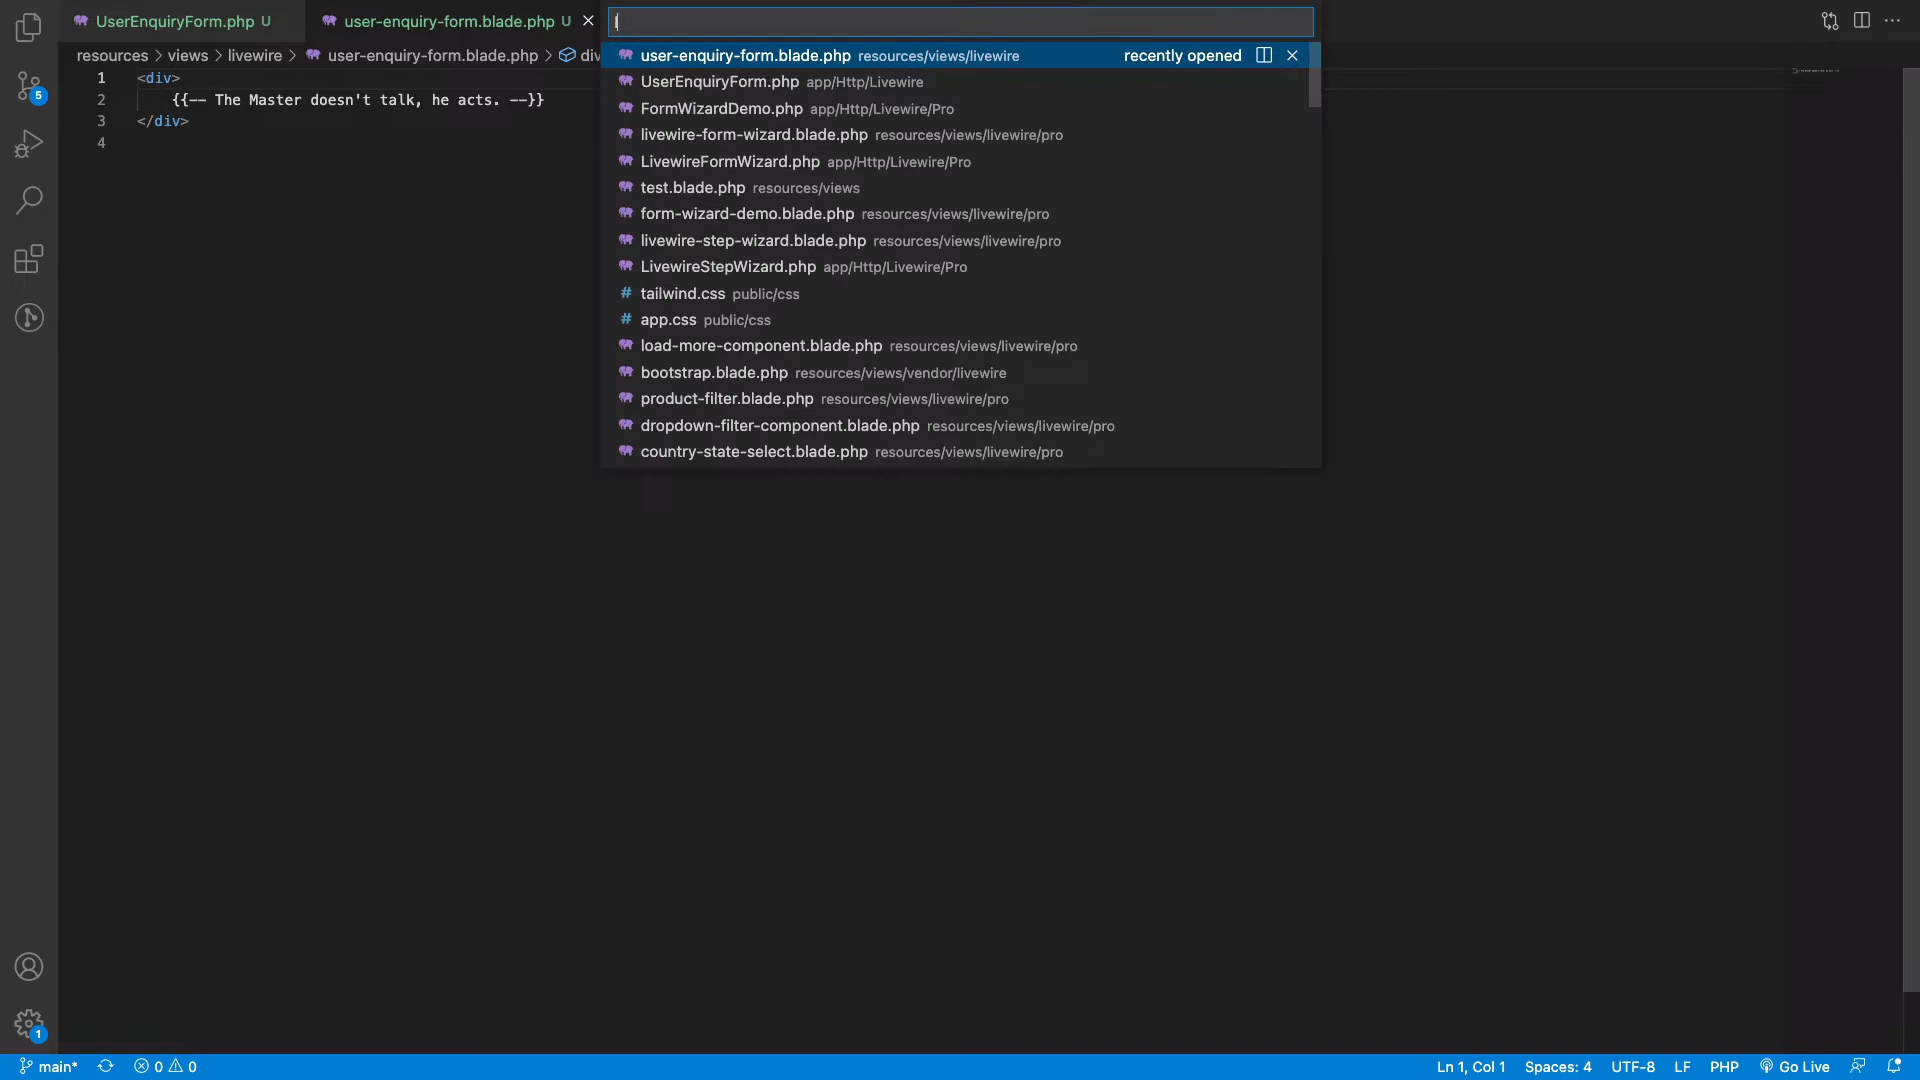 UserEnquiryForm.php U
user-enquiry-form.blade.php U
resources > views > livewire > user-enquiry-form.blade.php > div
1 <div>
2 {{-- The Master doesn't talk, he acts. --}}
3 </div>
4
user-enquiry-form.blade.php resources/views/livewire recently opened
UserEnquiryForm.php app/Http/Livewire
FormWizardDemo.php app/Http/Livewire/Pro
livewire-form-wizard.blade.php resources/views/livewire/pro
LivewireFormWizard.php app/Http/Livewire/Pro
test.blade.php resources/views
form-wizard-demo.blade.php resources/views/livewire/pro
livewire-step-wizard.blade.php resources/views/livewire/pro
LivewireStepWizard.php app/Http/Livewire/Pro
# tailwind.css public/css
# app.css public/css
load-more-component.blade.php resources/views/livewire/pro
bootstrap.blade.php resources/views/vendor/livewire
product-filter.blade.php resources/views/livewire/pro
dropdown-filter-component.blade.php resources/views/livewire/pro
country-state-select.blade.php resources/views/livewire/pro
5
1
main* 0 0 Ln 1, Col 1 Spaces: 4 UTF-8 LF PHP Go Live